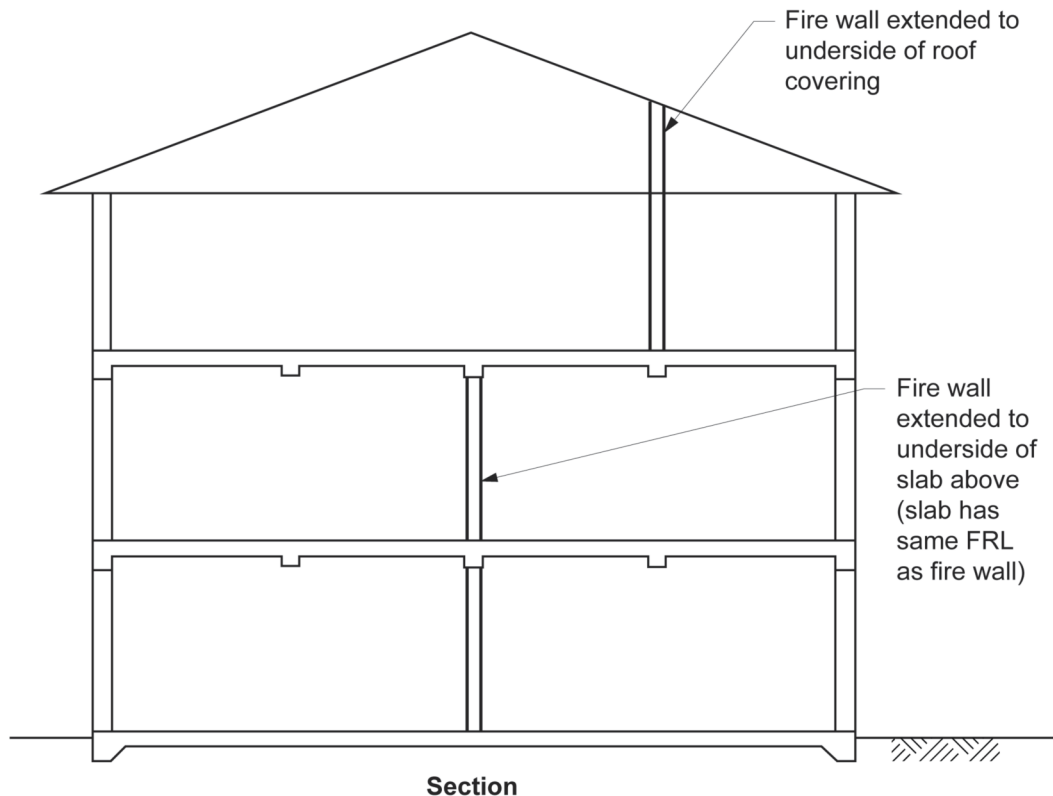 Fire wall extended to
underside of roof
covering
Fire wall
extended to
underside of
slab above
(slab has
same FRL
as fire wall)
Section